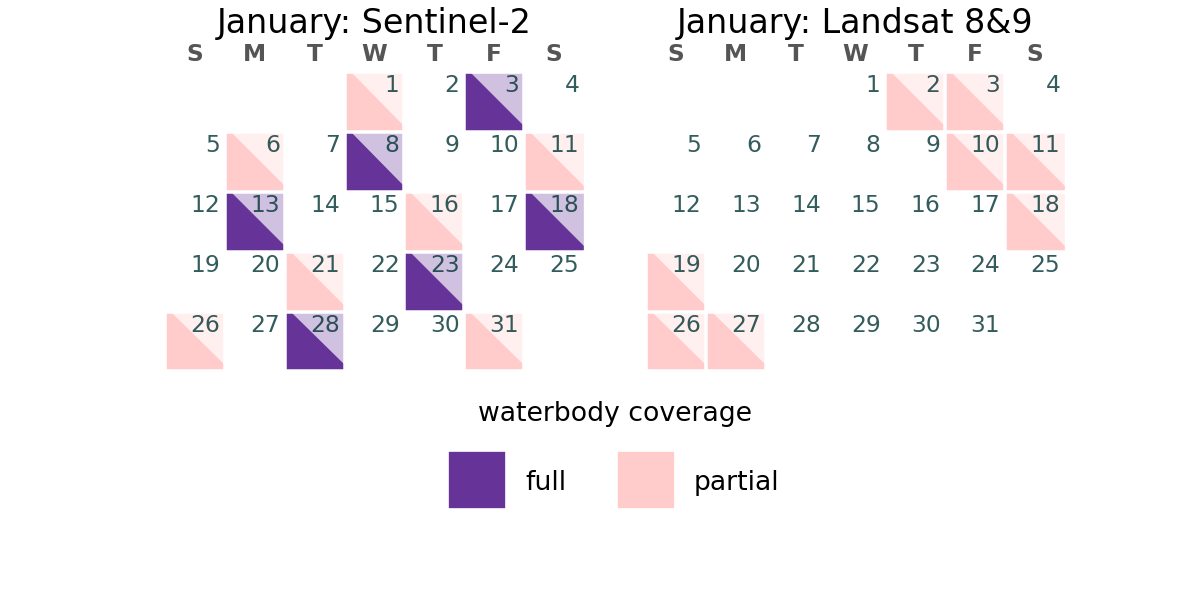 January: Sentinel-2
S M T W T F S
1 2 3 4
5 6 7 8 9 10 11
12 13 14 15 16 17 18
19 20 21 22 23 24 25
26 27 28 29 30 31
January: Landsat 8&9
S M T W T F S
1 2 3 4
5 6 7 8 9 10 11
12 13 14 15 16 17 18
19 20 21 22 23 24 25
26 27 28 29 30 31
waterbody coverage
full partial